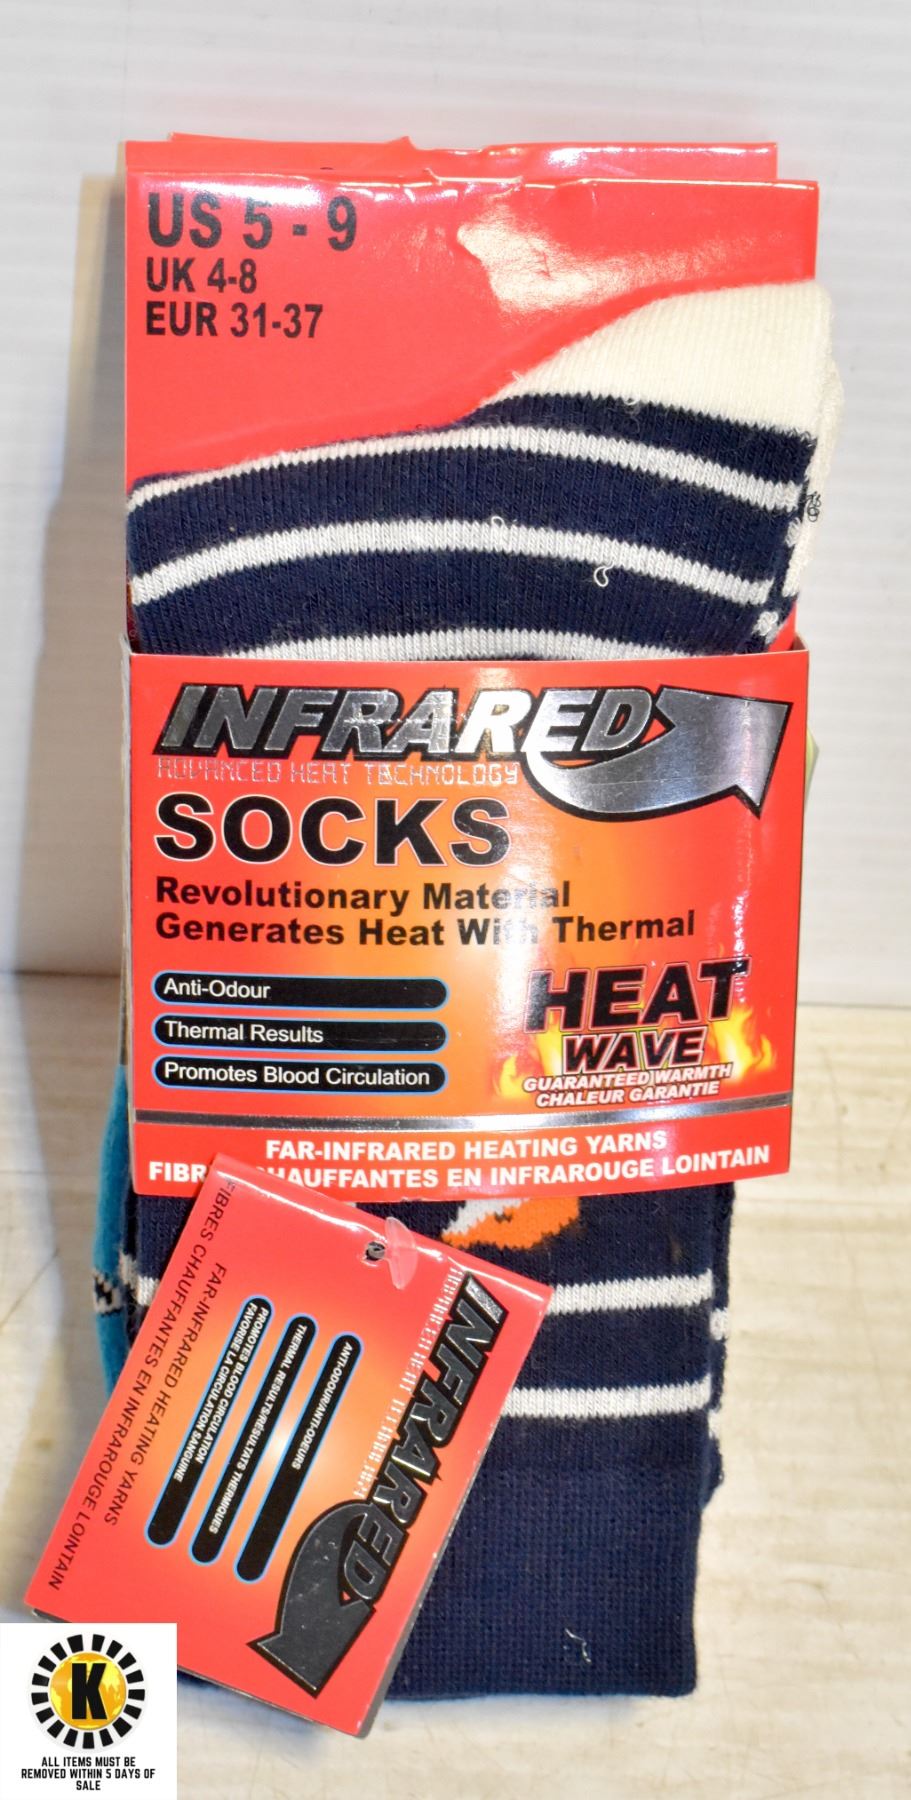 US 5 - 9
UK 4-8
EUR 31-37
INFRARED
ADVANCED HEAT TECHNOLOGY
SOCKS
Revolutionary Material
Generates Heat With Thermal
Anti-Odour
Thermal Results
Promotes Blood Circulation
HEAT
WAVE
GUARANTEED WARMTH
CHALEUR GARANTIE
FAR-INFRARED HEATING YARNS
CHAUFFANTES EN INFRAROUGE LOINTAIN
INFRARED
ANTI-ODOUR/ANTI-ODEURS
THERMAL RESULTS/RESULTATS THERMIQUES
PROMOTES BLOOD CIRCULATION
FAVORISE LA CIRCULATION SANGUINE
FAR-INFRARED HEATING YARNS
FIBRES CHAUFFANTES EN INFRAROUGE LOINTAIN
K
ALL ITEMS MUST BE
REMOVED WITHIN 5 DAYS OF
SALE